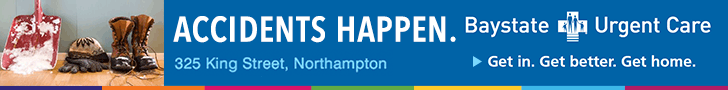 ACCIDENTS HAPPEN.
325 King Street, Northampton
Baystate Urgent Care
Get in. Get better. Get home.